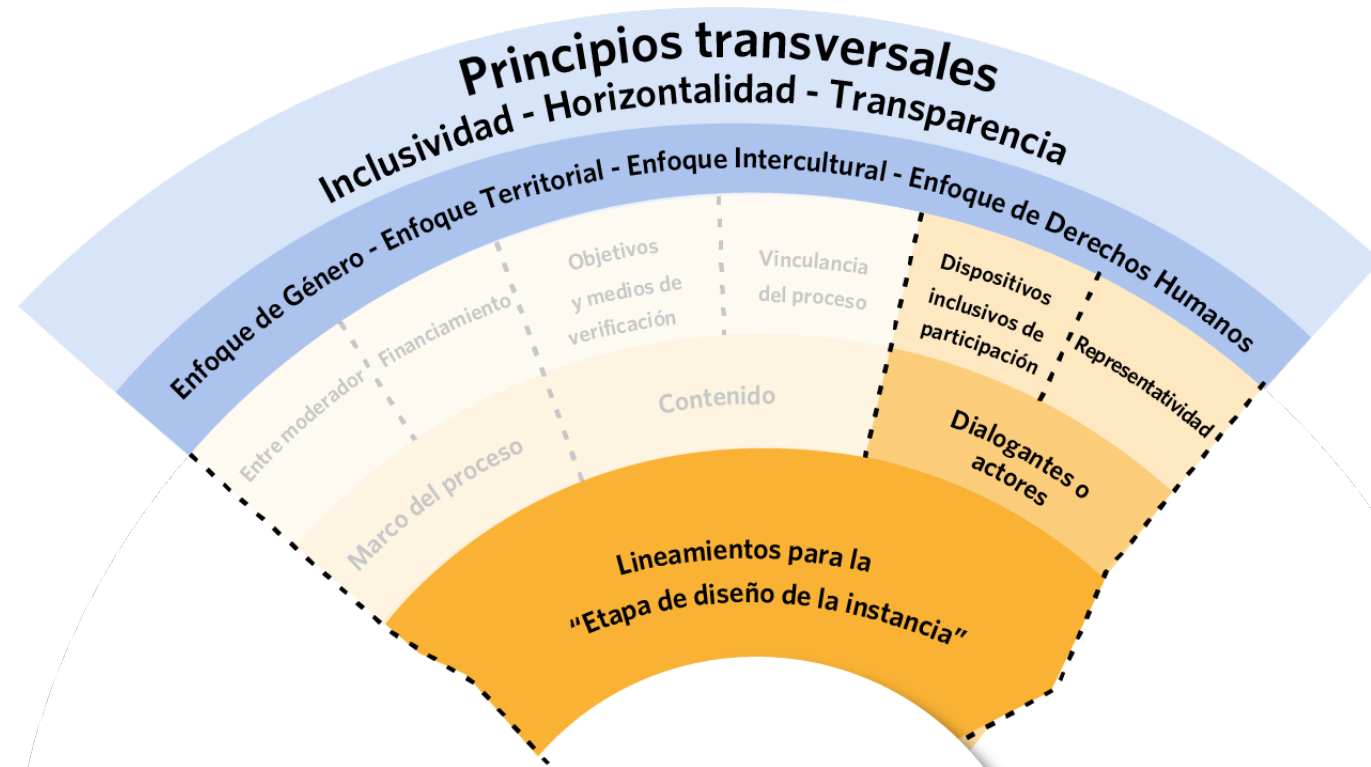 Principios transversales
Inclusividad - Horizontalidad - Transparencia
Enfoque de Género - Enfoque Territorial - Enfoque Intercultural - Enfoque de Derechos Humanos
Entre moderador
Financiamiento
Objetivos
y medios de
verificación
Vinculancia
del proceso
Dispositivos
inclusivos de
participación
Representatividad
Marco del proceso
Contenido
Dialogantes o
actores
Lineamientos para la
“Etapa de diseño de la instancia”